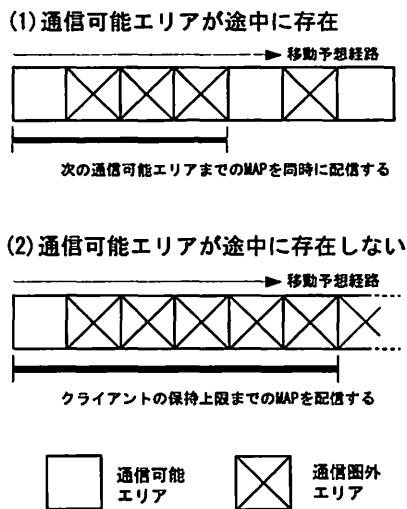 (1)通信可能エリアが途中に存在
移動予想経路
次の通信可能エリアまでのMAPを同時に配信する
(2)通信可能エリアが途中に存在しない
移動予想経路
クライアントの保持上限までのMAPを配信する
通信可能
エリア
通信圏外
エリア